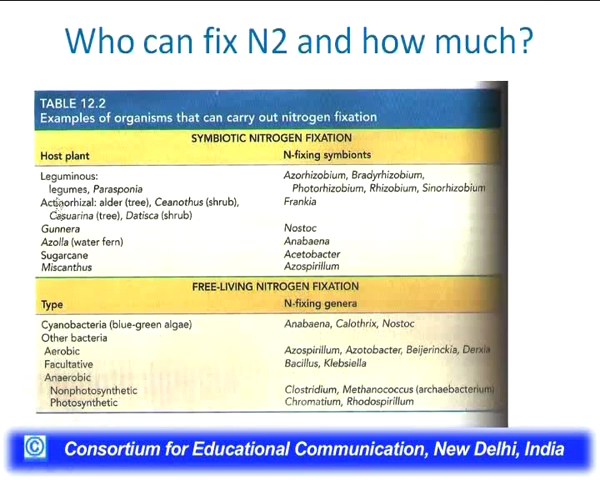 Who can fix N2 and how much?
TABLE 12.2
Examples of organisms that can carry out nitrogen fixation
SYMBIOTIC NITROGEN FIXATION
Host plant N-fixing symbionts
Leguminous: Azorhizobium, Bradyrhizobium,
legumes, Parasponia Photorhizobium, Rhizobium, Sinorhizobium
Actinorhizal: alder (tree), Ceanothus (shrub), Frankia
Casuarina (tree), Datisca (shrub)
Gunnera Nostoc
Azolla (water fern) Anabaena
Sugarcane Acetobacter
Miscanthus Azospirillum
FREE-LIVING NITROGEN FIXATION
Type N-fixing genera
Cyanobacteria (blue-green algae) Anabaena, Calothrix, Nostoc
Other bacteria
Aerobic Azospirillum, Azotobacter, Beijerinckia, Derxia
Facultative Bacillus, Klebsiella
Anaerobic
Nonphotosynthetic Clostridium, Methanococcus (archaebacterium)
Photosynthetic Chromatium, Rhodospirillum
© Consortium for Educational Communication, New Delhi, India